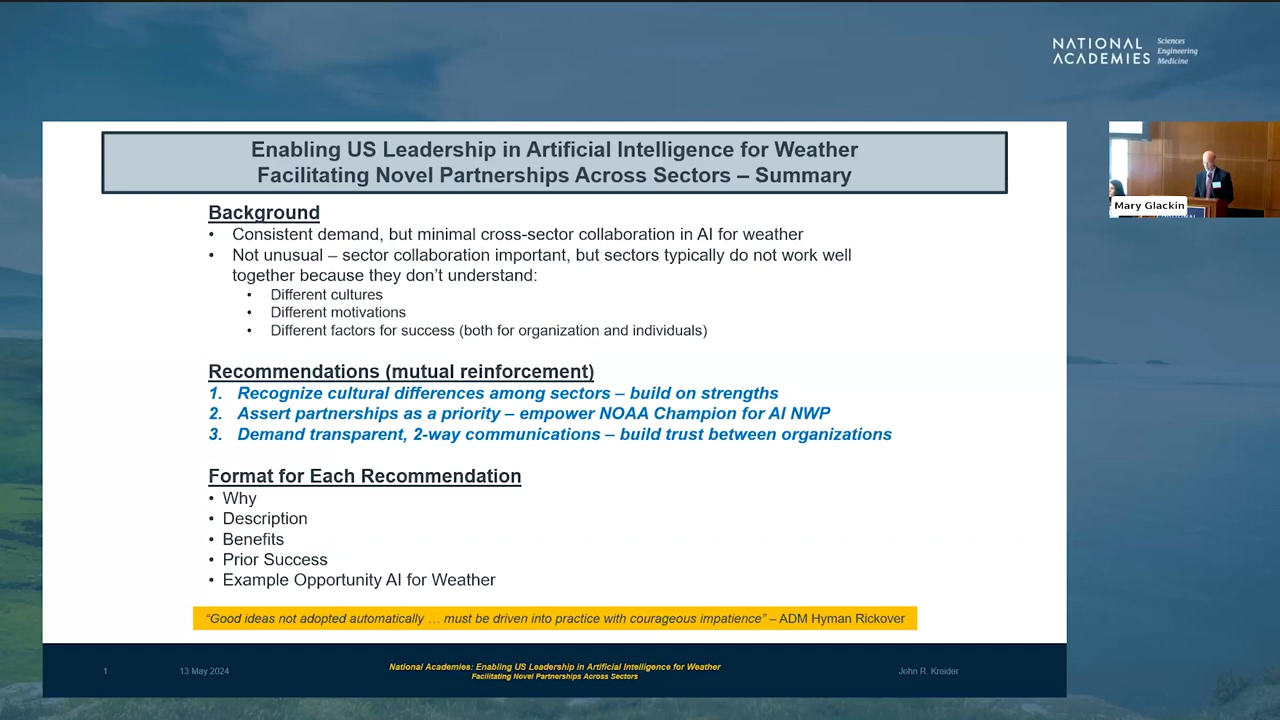 NATIONAL ACADEMIES
Sciences
Engineering
Medicine
Enabling US Leadership in Artificial Intelligence for Weather
Facilitating Novel Partnerships Across Sectors – Summary
Background
• Consistent demand, but minimal cross-sector collaboration in AI for weather
• Not unusual – sector collaboration important, but sectors typically do not work well
together because they don’t understand:
• Different cultures
• Different motivations
• Different factors for success (both for organization and individuals)
Recommendations (mutual reinforcement)
1. Recognize cultural differences among sectors – build on strengths
2. Assert partnerships as a priority – empower NOAA Champion for AI NWP
3. Demand transparent, 2-way communications – build trust between organizations
Format for Each Recommendation
• Why
• Description
• Benefits
• Prior Success
• Example Opportunity AI for Weather
“Good ideas not adopted automatically … must be driven into practice with courageous impatience” – ADM Hyman Rickover
1
13 May 2024
National Academies: Enabling US Leadership in Artificial Intelligence for Weather
Facilitating Novel Partnerships Across Sectors
John R. Kreider
Mary Glackin